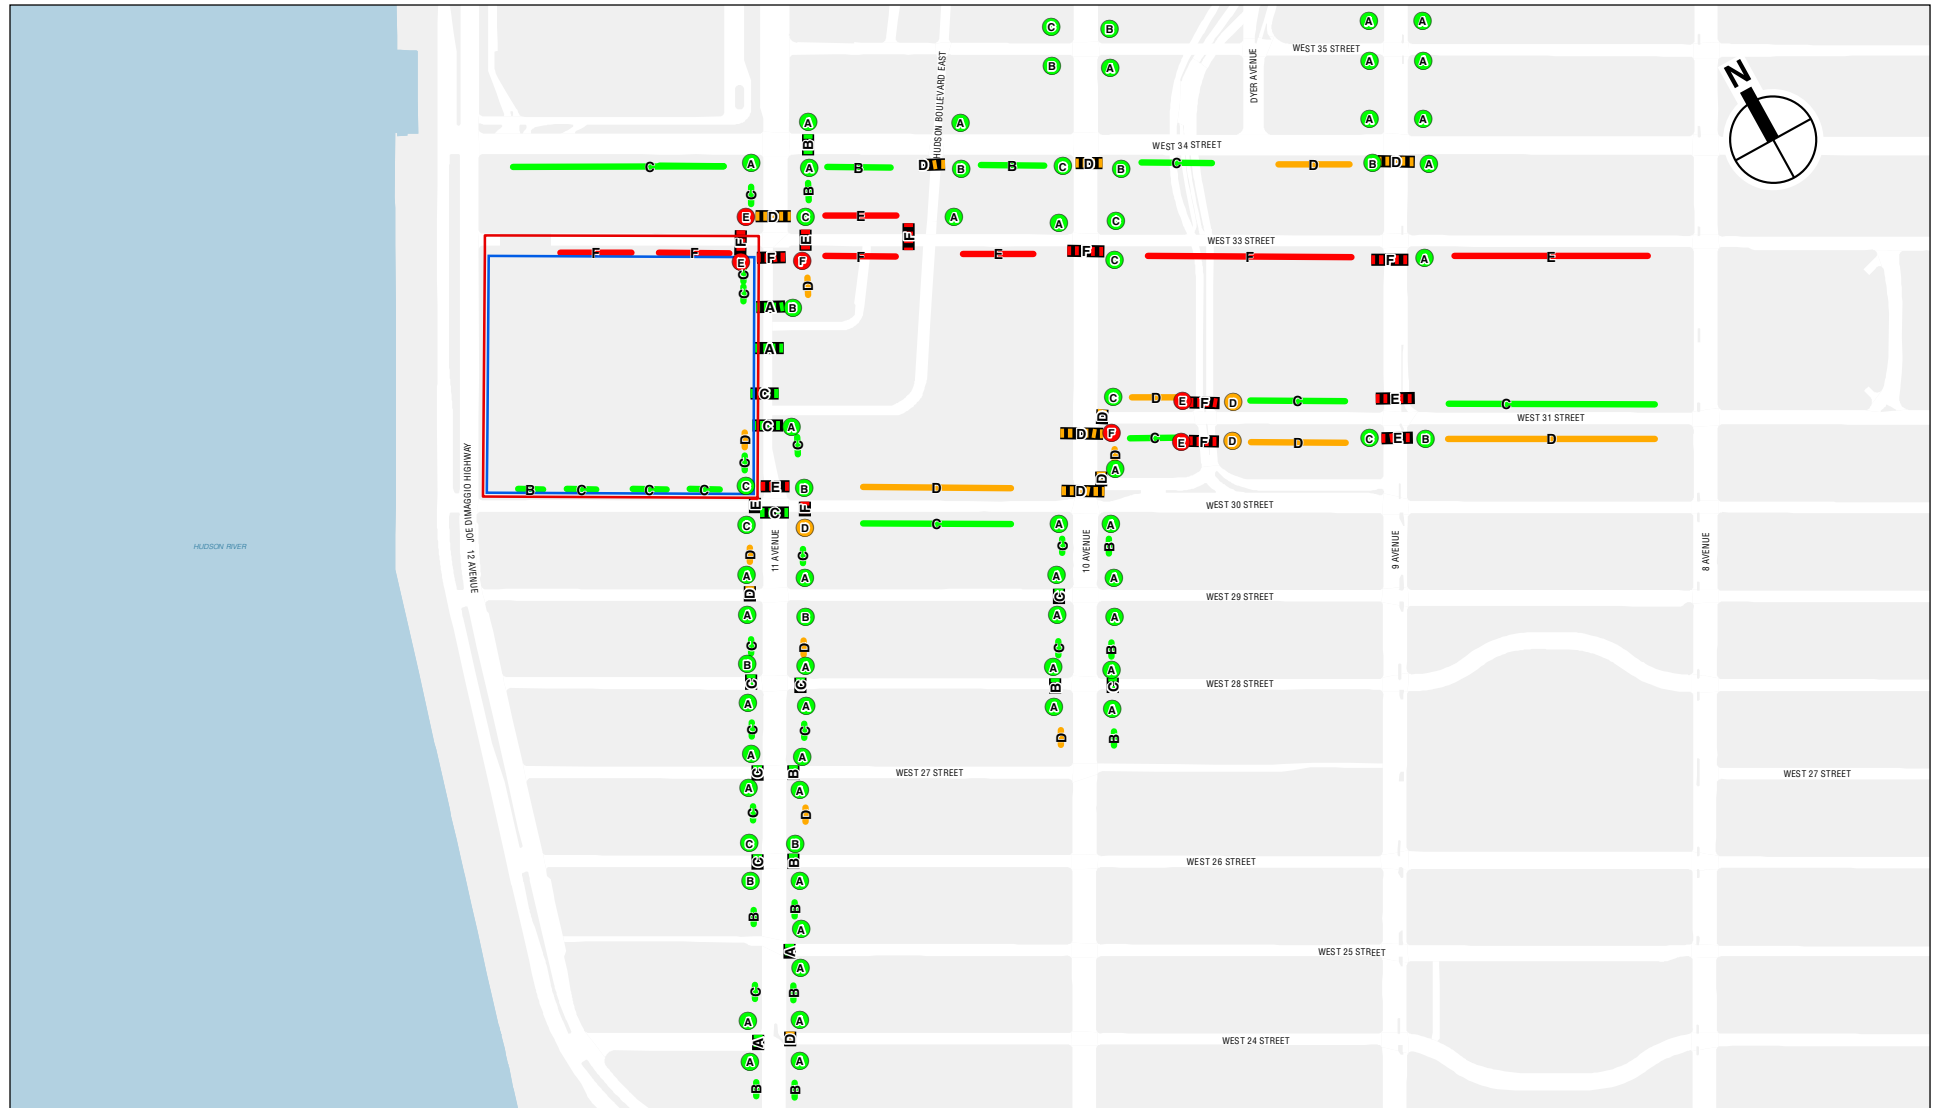 C B A A
WEST 35 STREET
B A A A
HUDSON BOULEVARD EAST
DYER AVENUE
N
A A A A
B
WEST 34 STREET
C A A B D B B C D B C D B D A
C B
E D C E A A C
F E F WEST 33 STREET
F F E F F F E F C F F A E
C D
C
A B
A
C
C D E F D C E C
WEST 31 STREET
D
C A D F C E F D D C E B D
D C
C D A
C
B C C C C E B D D D
E C F WEST 30 STREET
C D C A A
D C C B
HUDSON RIVER
JOE DIMAGGIO HIGHWAY
12 AVENUE
11 AVENUE
10 AVENUE
9 AVENUE
8 AVENUE
A A A A
D C WEST 29 STREET
A B A A
C D C B
B A A A
C C B C WEST 28 STREET
A A A A
C C D B
A A
C B WEST 27 STREET WEST 27 STREET
A A
C D
C B
C B WEST 26 STREET
B A
B B
A
A WEST 25 STREET
A
C B
A A
A D WEST 24 STREET
A A
B B